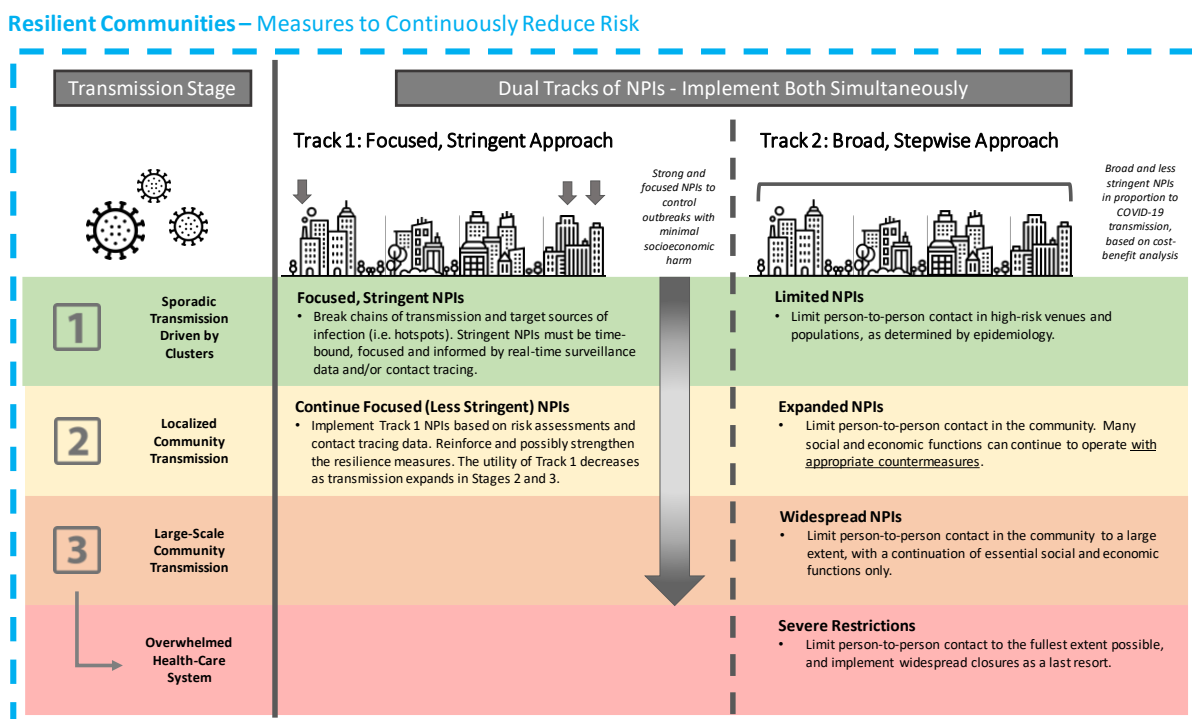 Resilient Communities – Measures to Continuously Reduce Risk
Transmission Stage
Dual Tracks of NPIs - Implement Both Simultaneously
Track 1: Focused, Stringent Approach
Strong and
focused NPIs to
control
outbreaks with
minimal
socioeconomic
harm
Track 2: Broad, Stepwise Approach
Broad and less
stringent NPIs
in proportion to
COVID-19
transmission,
based on cost-
benefit analysis
1
Sporadic
Transmission
Driven by
Clusters
Focused, Stringent NPIs
• Break chains of transmission and target sources of
infection (i.e. hotspots). Stringent NPIs must be time-
bound, focused and informed by real-time surveillance
data and/or contact tracing.
Limited NPIs
• Limit person-to-person contact in high-risk venues and
populations, as determined by epidemiology.
2
Localized
Community
Transmission
Continue Focused (Less Stringent) NPIs
• Implement Track 1 NPIs based on risk assessments and
contact tracing data. Reinforce and possibly strengthen
the resilience measures. The utility of Track 1 decreases
as transmission expands in Stages 2 and 3.
Expanded NPIs
• Limit person-to-person contact in the community. Many
social and economic functions can continue to operate with
appropriate countermeasures.
3
Large-Scale
Community
Transmission
Widespread NPIs
• Limit person-to-person contact in the community to a large
extent, with a continuation of essential social and economic
functions only.
Overwhelmed
Health-Care
System
Severe Restrictions
• Limit person-to-person contact to the fullest extent possible,
and implement widespread closures as a last resort.